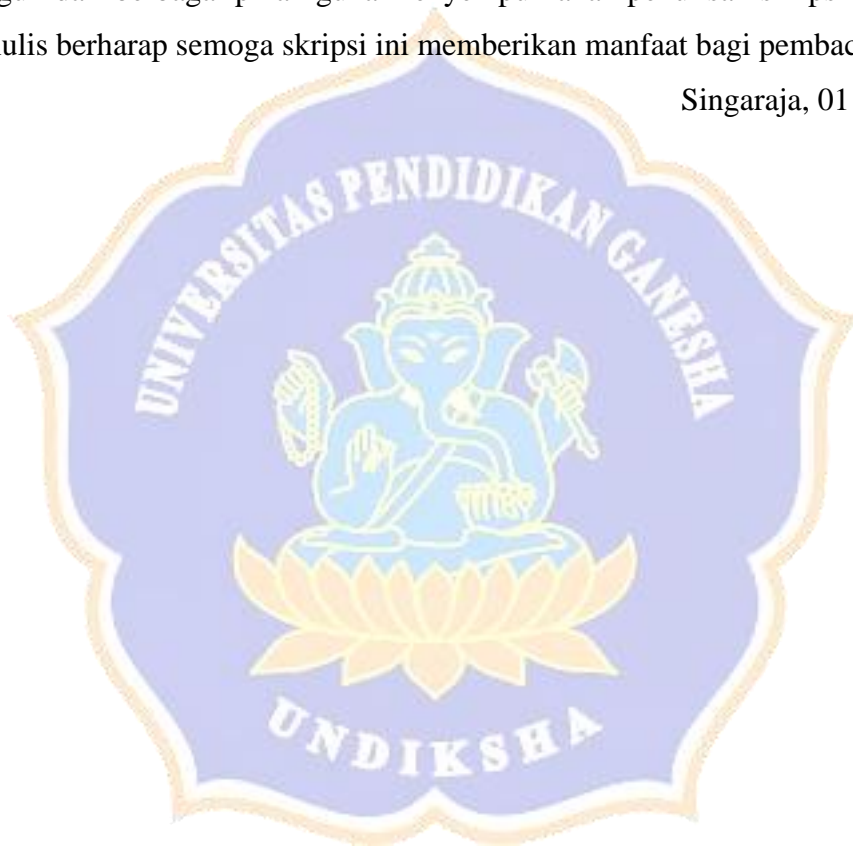 ulis berharap semoga skripsi ini memberikan manfaat bagi pembac
Singaraja, 01
UNIVERSITAS PENDIDIKAN GANESHA
UNDIKSHA